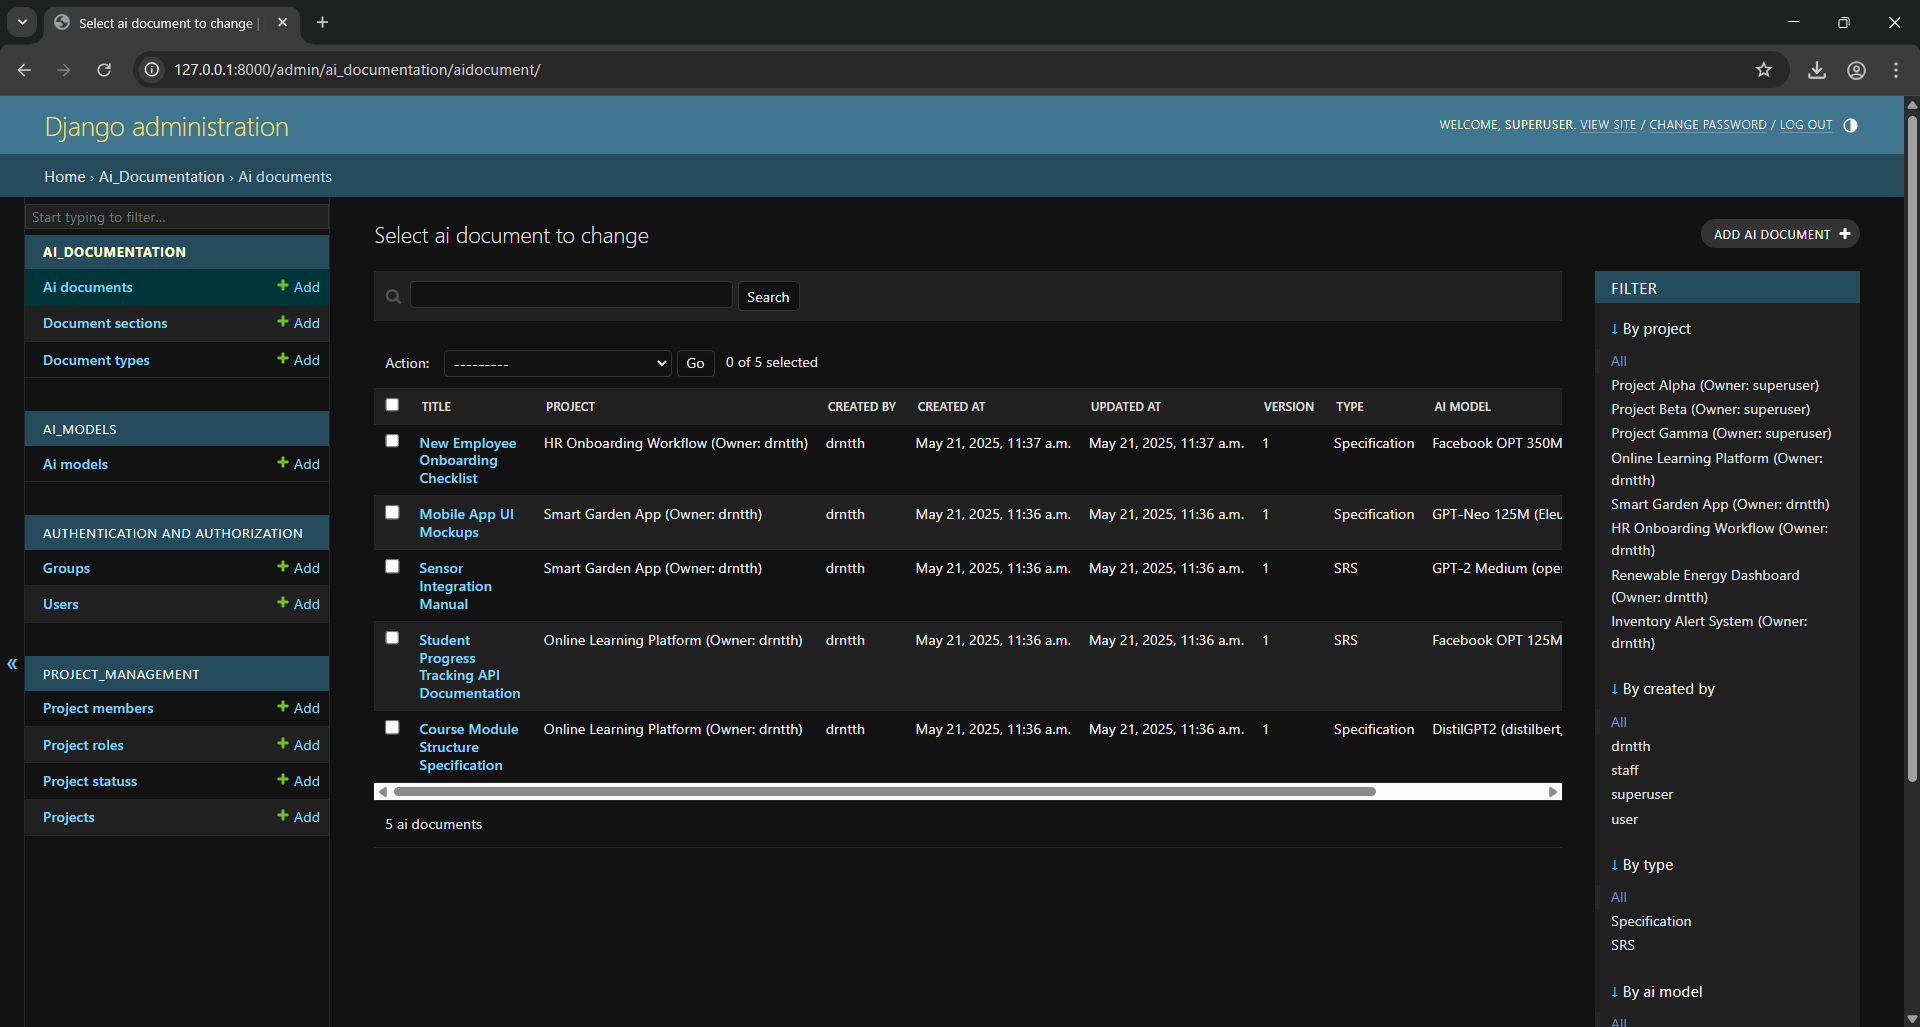 Select ai document to change |
127.0.0.1:8000/admin/ai_documentation/aidocument/
Django administration
WELCOME, SUPERUSER. VIEW SITE / CHANGE PASSWORD / LOG OUT
Home › Ai_Documentation › Ai documents
Start typing to filter...
AI_DOCUMENTATION
Ai documents + Add
Document sections + Add
Document types + Add
AI_MODELS
Ai models + Add
AUTHENTICATION AND AUTHORIZATION
Groups + Add
Users + Add
«
PROJECT_MANAGEMENT
Project members + Add
Project roles + Add
Project statuss + Add
Projects + Add
Select ai document to change
ADD AI DOCUMENT +
Search
Action: --------- Go 0 of 5 selected
TITLE PROJECT CREATED BY CREATED AT UPDATED AT VERSION TYPE AI MODEL
New Employee HR Onboarding Workflow (Owner: drntth) drntth May 21, 2025, 11:37 a.m. May 21, 2025, 11:37 a.m. 1 Specification Facebook OPT 350M
Onboarding
Checklist
Mobile App UI Smart Garden App (Owner: drntth) drntth May 21, 2025, 11:36 a.m. May 21, 2025, 11:36 a.m. 1 Specification GPT-Neo 125M (Eleu
Mockups
Sensor Smart Garden App (Owner: drntth) drntth May 21, 2025, 11:36 a.m. May 21, 2025, 11:36 a.m. 1 SRS GPT-2 Medium (ope
Integration
Manual
Student Online Learning Platform (Owner: drntth) drntth May 21, 2025, 11:36 a.m. May 21, 2025, 11:36 a.m. 1 SRS Facebook OPT 125M
Progress
Tracking API
Documentation
Course Module Online Learning Platform (Owner: drntth) drntth May 21, 2025, 11:36 a.m. May 21, 2025, 11:36 a.m. 1 Specification DistilGPT2 (distilbert
Structure
Specification
5 ai documents
FILTER
↓ By project
All
Project Alpha (Owner: superuser)
Project Beta (Owner: superuser)
Project Gamma (Owner: superuser)
Online Learning Platform (Owner:
drntth)
Smart Garden App (Owner: drntth)
HR Onboarding Workflow (Owner:
drntth)
Renewable Energy Dashboard
(Owner: drntth)
Inventory Alert System (Owner:
drntth)
↓ By created by
All
drntth
staff
superuser
user
↓ By type
All
Specification
SRS
↓ By ai model
All